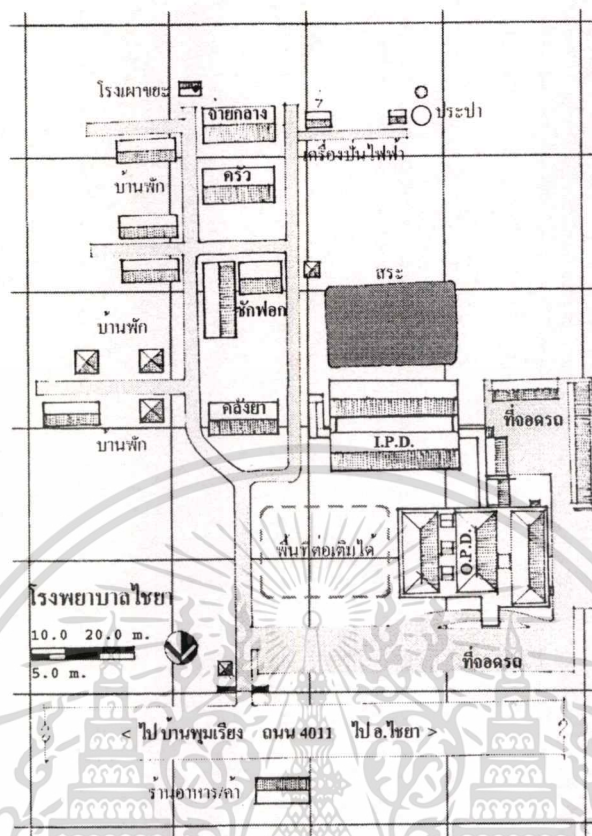 โรงเผาขยะ
จ่ายกลาง
7
ประปา
เครื่องปั่นไฟฟ้า
บ้านพัก
ครัว
สระ
ซักฟอก
บ้านพัก
คลังยา
ที่จอดรถ
บ้านพัก
I.P.D.
พื้นที่ต่อเติมได้
O.P.D.
โรงพยาบาลไชยา
10.0 20.0 m.
5.0 m.
ที่จอดรถ
< ไปบ้านพุมเรียง ถนน 4011 ไป อ.ไชยา >
ร้านอาหาร/ค้า